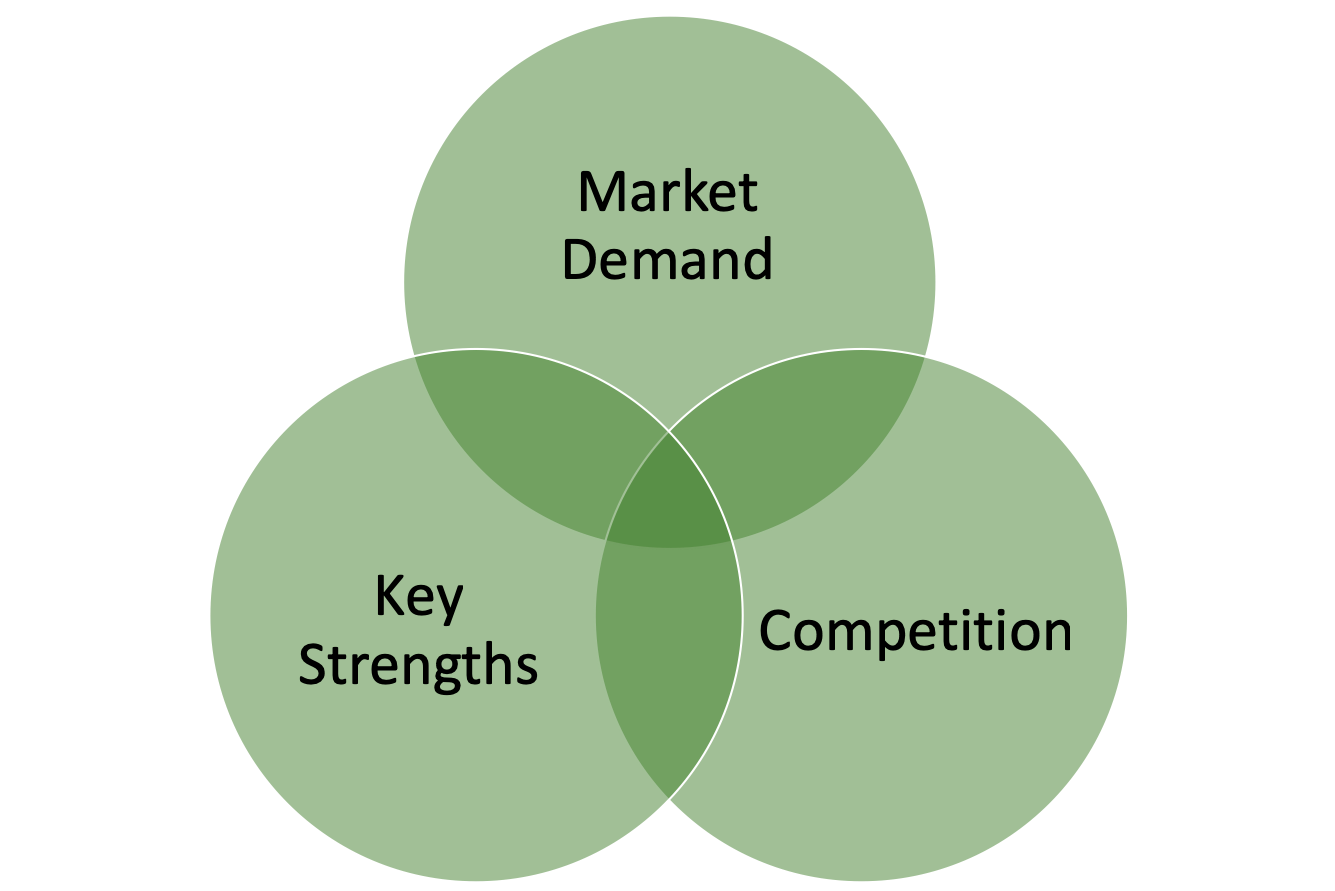 Market
Demand
Key
Strengths
Competition